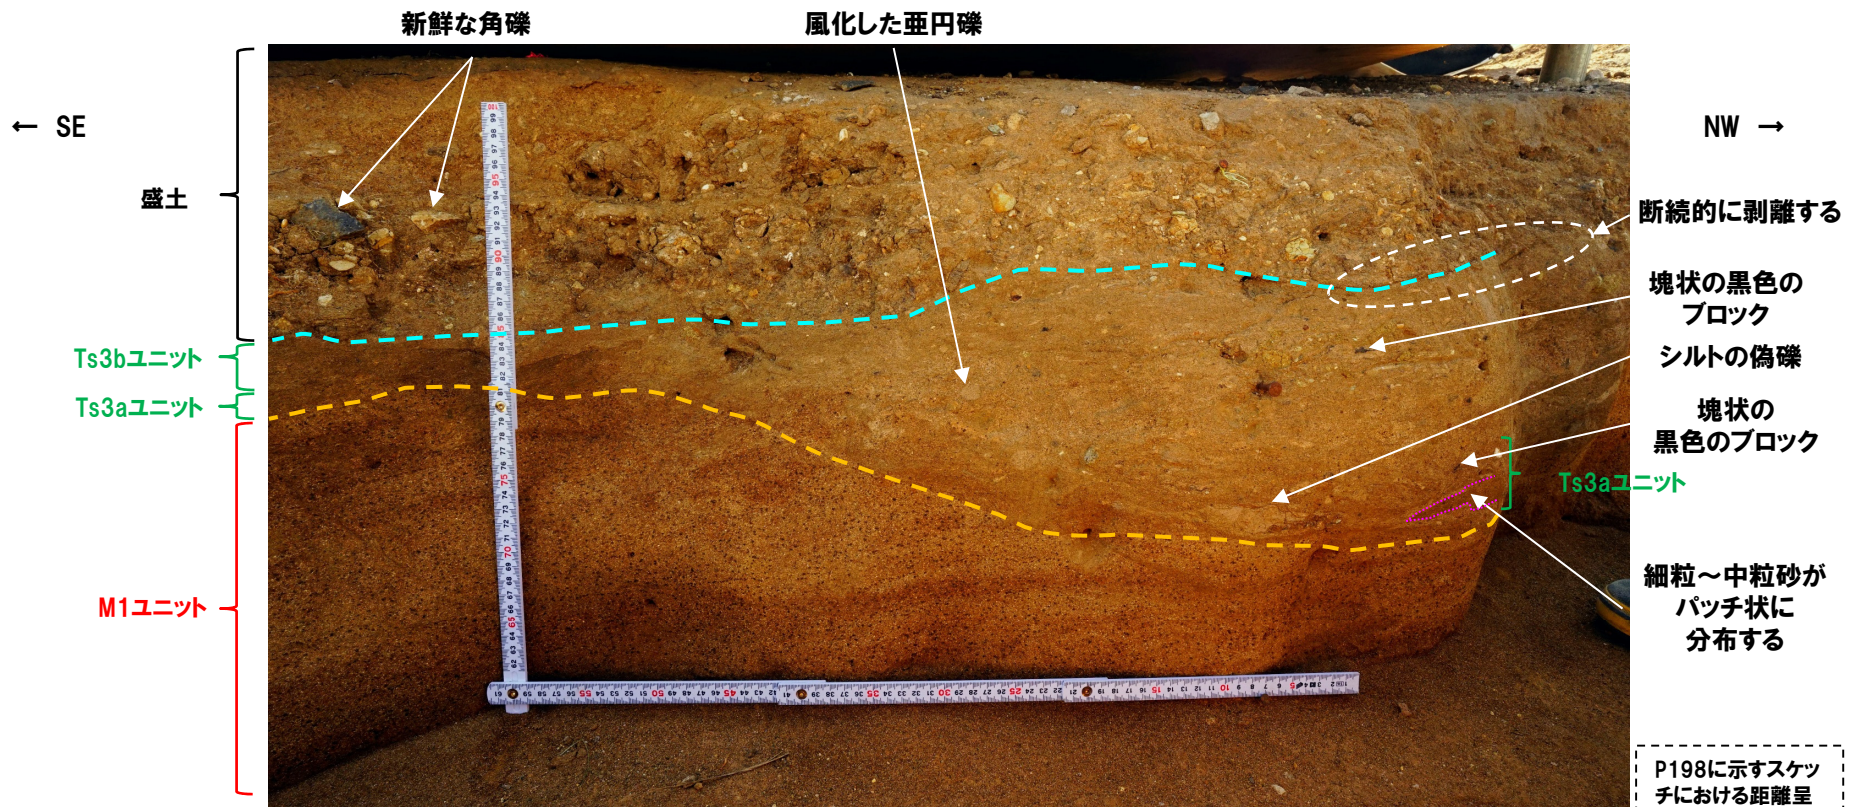 新鮮な角礫
風化した亜円礫
← SE
NW →
盛土
断続的に剥離する
塊状の黒色の
ブロック
シルトの偽礫
Ts3bユニット
Ts3aユニット
塊状の
黒色のブロック
Ts3aユニット
M1ユニット
細粒～中粒砂が
パッチ状に
分布する
P198に示すスケッ
チにおける距離呈